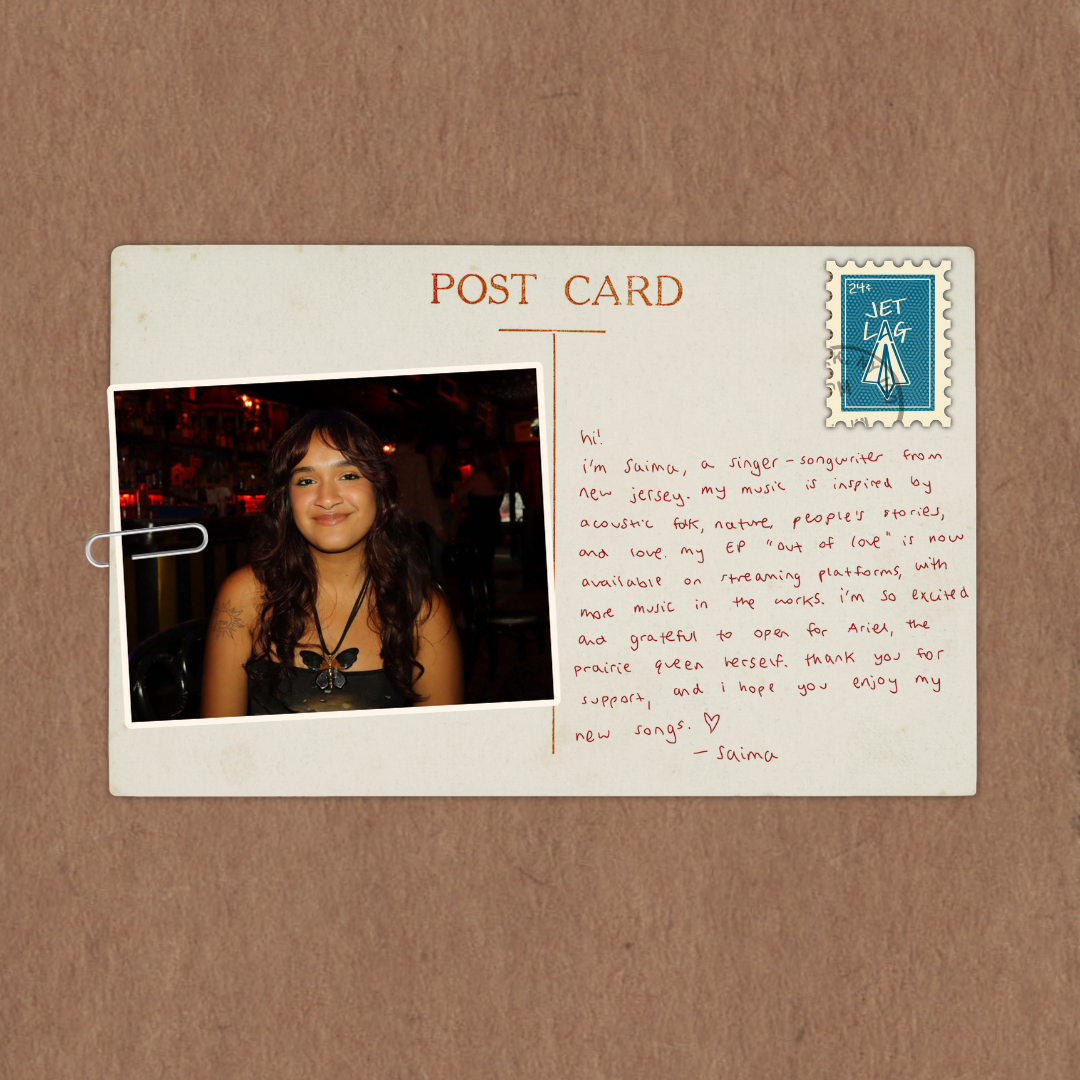 POST CARD
24¢
JET
LAG
hi!
i'm saima, a singer-songwriter from
new jersey. my music is inspired by
acoustic folk, nature, people's stories,
and love. my EP "out of love" is now
available on streaming platforms, with
more music in the works. i'm so excited
and grateful to open for Ariel, the
prairie queen herself. thank you for
support, and i hope you enjoy my
new songs. ♡
- saima